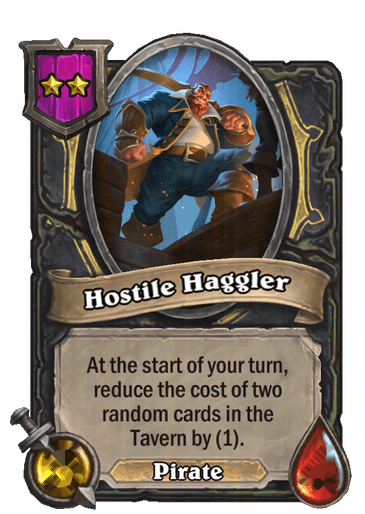 Hostile Haggler
At the start of your turn,
reduce the cost of two
random cards in the
Tavern by (1).
Pirate